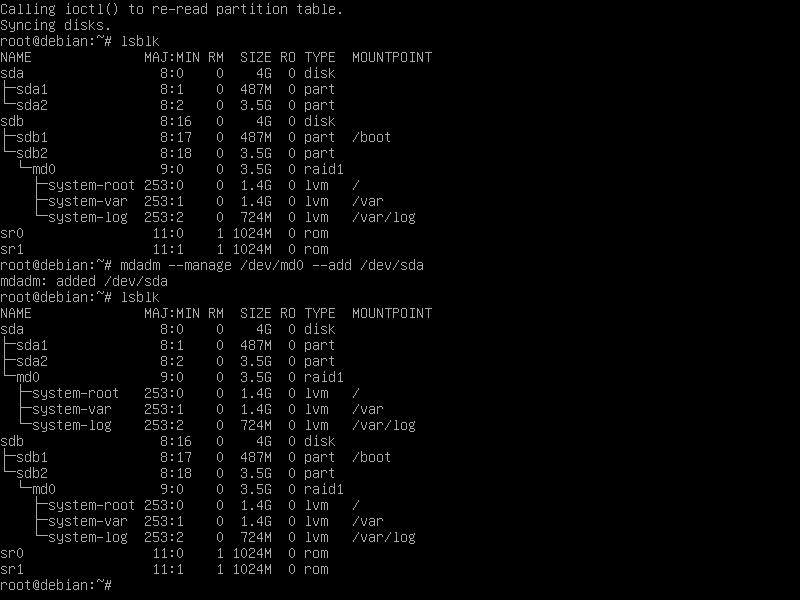 Calling ioctl() to re-read partition table.
Syncing disks.
root@debian:~# lsblk
NAME              MAJ:MIN RM  SIZE RO TYPE  MOUNTPOINT
sda                 8:0    0    4G  0 disk
├─sda1              8:1    0  487M  0 part
└─sda2              8:2    0  3.5G  0 part
sdb                 8:16   0    4G  0 disk
├─sdb1              8:17   0  487M  0 part  /boot
└─sdb2              8:18   0  3.5G  0 part
  └─md0             9:0    0  3.5G  0 raid1
    ├─system-root 253:0    0  1.4G  0 lvm   /
    ├─system-var  253:1    0  1.4G  0 lvm   /var
    └─system-log  253:2    0  724M  0 lvm   /var/log
sr0                11:0    1 1024M  0 rom
sr1                11:1    1 1024M  0 rom
root@debian:~# mdadm --manage /dev/md0 --add /dev/sda
mdadm: added /dev/sda
root@debian:~# lsblk
NAME              MAJ:MIN RM  SIZE RO TYPE  MOUNTPOINT
sda                 8:0    0    4G  0 disk
├─sda1              8:1    0  487M  0 part
├─sda2              8:2    0  3.5G  0 part
└─md0               9:0    0  3.5G  0 raid1
  ├─system-root   253:0    0  1.4G  0 lvm   /
  ├─system-var    253:1    0  1.4G  0 lvm   /var
  └─system-log    253:2    0  724M  0 lvm   /var/log
sdb                 8:16   0    4G  0 disk
├─sdb1              8:17   0  487M  0 part  /boot
└─sdb2              8:18   0  3.5G  0 part
  └─md0             9:0    0  3.5G  0 raid1
    ├─system-root 253:0    0  1.4G  0 lvm   /
    ├─system-var  253:1    0  1.4G  0 lvm   /var
    └─system-log  253:2    0  724M  0 lvm   /var/log
sr0                11:0    1 1024M  0 rom
sr1                11:1    1 1024M  0 rom
root@debian:~#